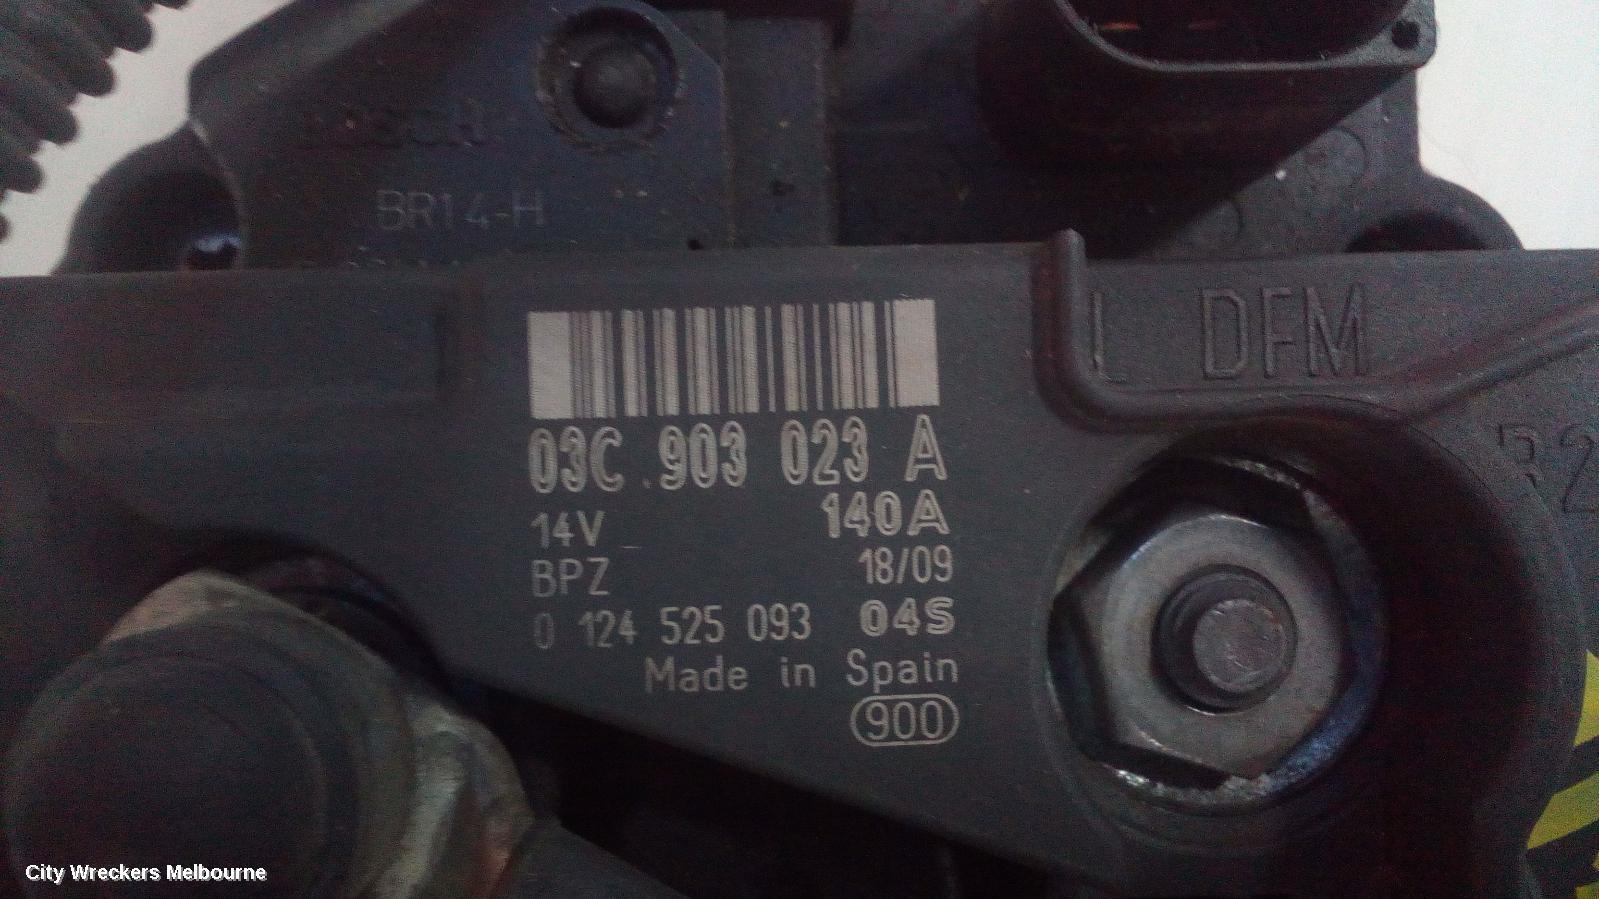 BR14-H
L DFM
03C.903 023 A
14V 140A
BPZ 18/09
0 124 525 093 04S
Made in Spain
900
City Wreckers Melbourne